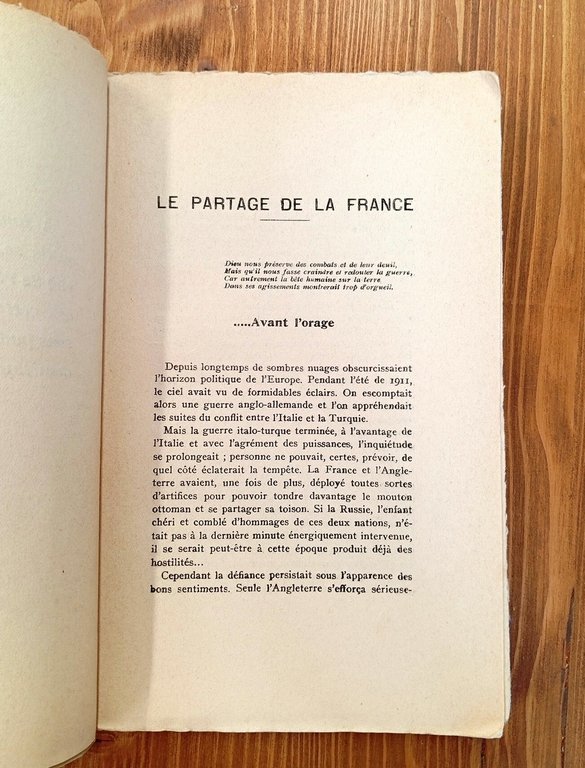 LE PARTAGE DE LA FRANCE
Dieu nous préserve des combats et de leur deuil,
Mais qu'il nous fasse craindre et redouter la guerre,
Car autrement la bête humaine sur la terre
Dans ses agissements montrerait trop d'orgueil.
.....Avant l'orage
Depuis longtemps de sombres nuages obscurcissaient
l'horizon politique de l'Europe. Pendant l'été de 1911,
le ciel avait vu de formidables éclairs. On escomptait
alors une guerre anglo-allemande et l'on appréhendait
les suites du conflit entre l'Italie et la Turquie.
Mais la guerre italo-turque terminée, à l'avantage de
l'Italie et avec l'agrément des puissances, l'inquiétude
se prolongeait ; personne ne pouvait, certes, prévoir, de
quel côté éclaterait la tempête. La France et l'Angle-
terre avaient, une fois de plus, déployé toutes sortes
d'artifices pour pouvoir tondre davantage le mouton
ottoman et se partager sa toison. Si la Russie, l'enfant
chéri et comblé d'hommages de ces deux nations, n'é-
tait pas à la dernière minute énergiquement intervenue,
il se serait peut-être à cette époque produit déjà des
hostilités...
Cependant la défiance persistait sous l'apparence des
bons sentiments. Seule l'Angleterre s'efforça sérieuse-